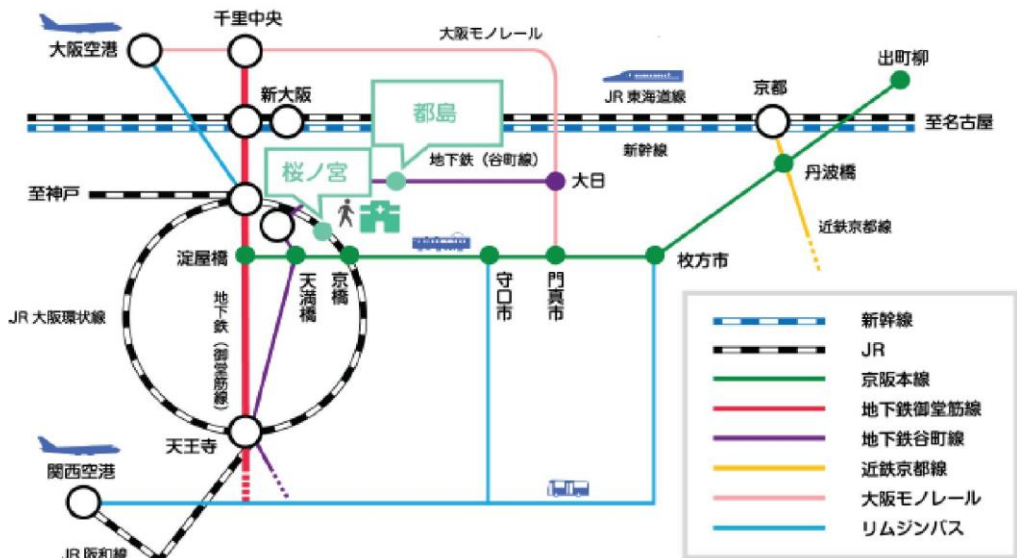 千里中央
大阪モノレール
大阪空港
出町柳
新大阪
JR 東海道線
京都
都島
至名古屋
地下鉄（谷町線）
新幹線
桜ノ宮
大日
丹波橋
至神戸
近鉄京都線
淀屋橋
天満橋
京橋
守口市
門真市
枚方市
JR 大阪環状線
地下鉄（御堂筋線）
天王寺
関西空港
JR 阪和線
新幹線
JR
京阪本線
地下鉄御堂筋線
地下鉄谷町線
近鉄京都線
大阪モノレール
リムジンバス